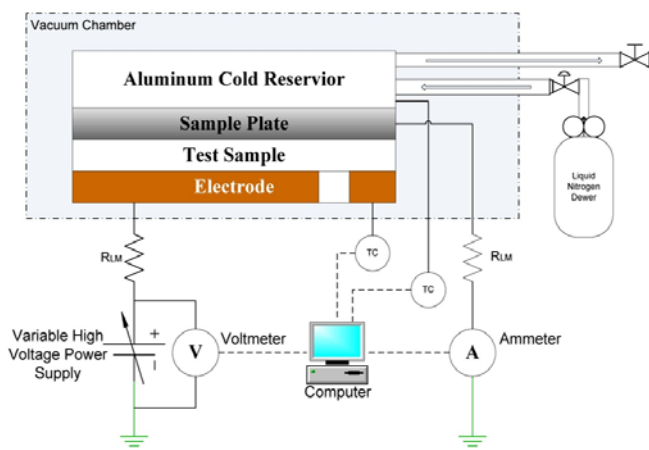 Vacuum Chamber
Aluminum Cold Reservior
Sample Plate
Test Sample
Electrode
Liquid
Nitrogen
Dewer
RLM
TC
TC
RLM
Variable High
Voltage Power
Supply
+
V
Voltmeter
Computer
A
Ammeter